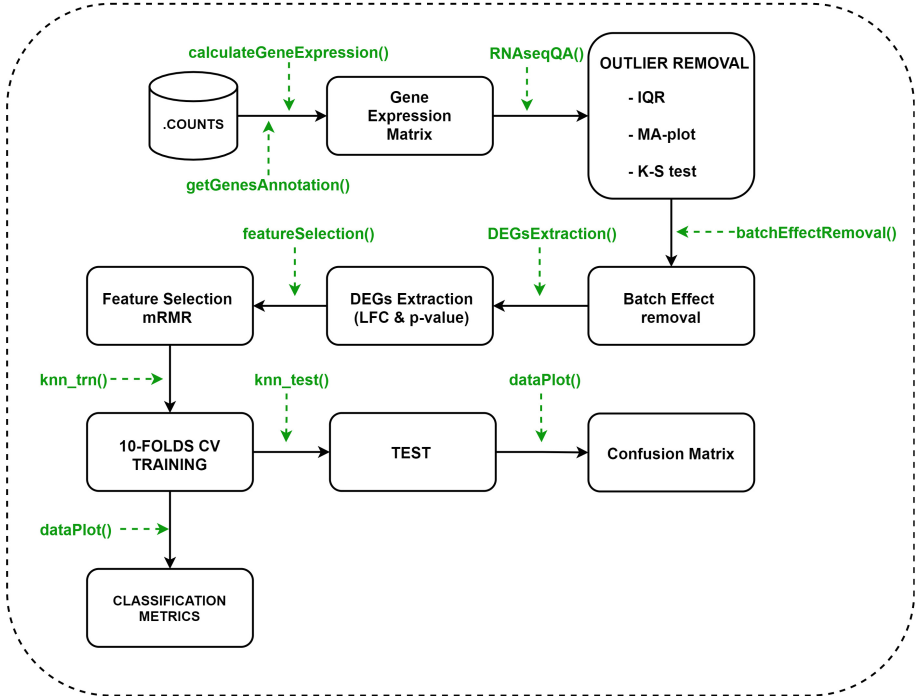 calculateGeneExpression()
RNAseqQA()
OUTLIER REMOVAL
- IQR
- MA-plot
- K-S test
.COUNTS
Gene
Expression
Matrix
getGenesAnnotation()
featureSelection()
DEGsExtraction()
batchEffectRemoval()
Feature Selection
mRMR
DEGs Extraction
(LFC & p-value)
Batch Effect
removal
knn_trn()
knn_test()
dataPlot()
10-FOLDS CV
TRAINING
TEST
Confusion Matrix
dataPlot()
CLASSIFICATION
METRICS